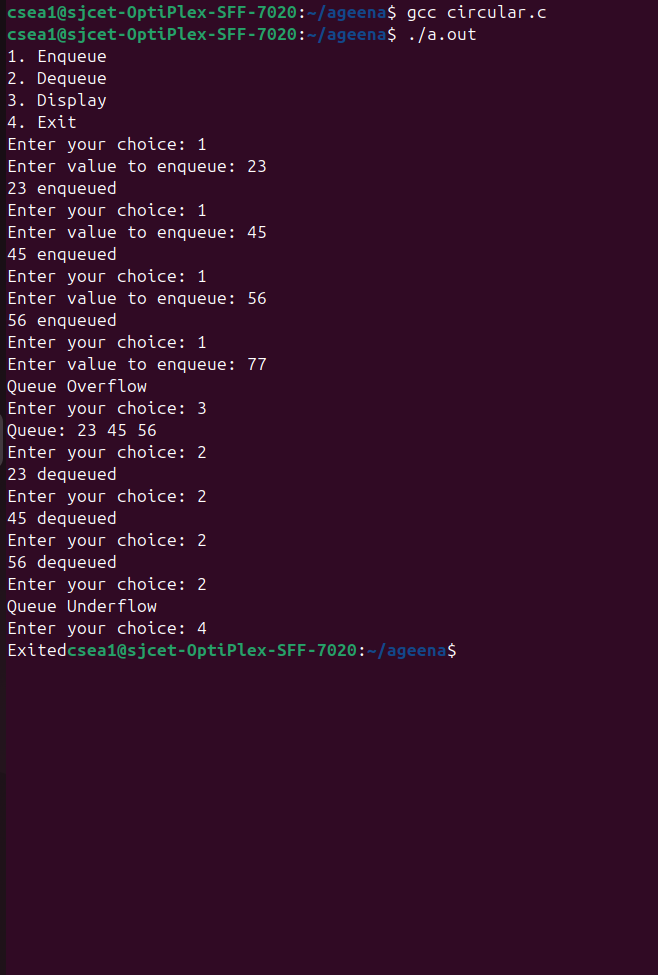 csea1@sjcet-OptiPlex-SFF-7020:~/ageena$ gcc circular.c
csea1@sjcet-OptiPlex-SFF-7020:~/ageena$ ./a.out
1. Enqueue
2. Dequeue
3. Display
4. Exit
Enter your choice: 1
Enter value to enqueue: 23
23 enqueued
Enter your choice: 1
Enter value to enqueue: 45
45 enqueued
Enter your choice: 1
Enter value to enqueue: 56
56 enqueued
Enter your choice: 1
Enter value to enqueue: 77
Queue Overflow
Enter your choice: 3
Queue: 23 45 56
Enter your choice: 2
23 dequeued
Enter your choice: 2
45 dequeued
Enter your choice: 2
56 dequeued
Enter your choice: 2
Queue Underflow
Enter your choice: 4
Exitedcsea1@sjcet-OptiPlex-SFF-7020:~/ageena$